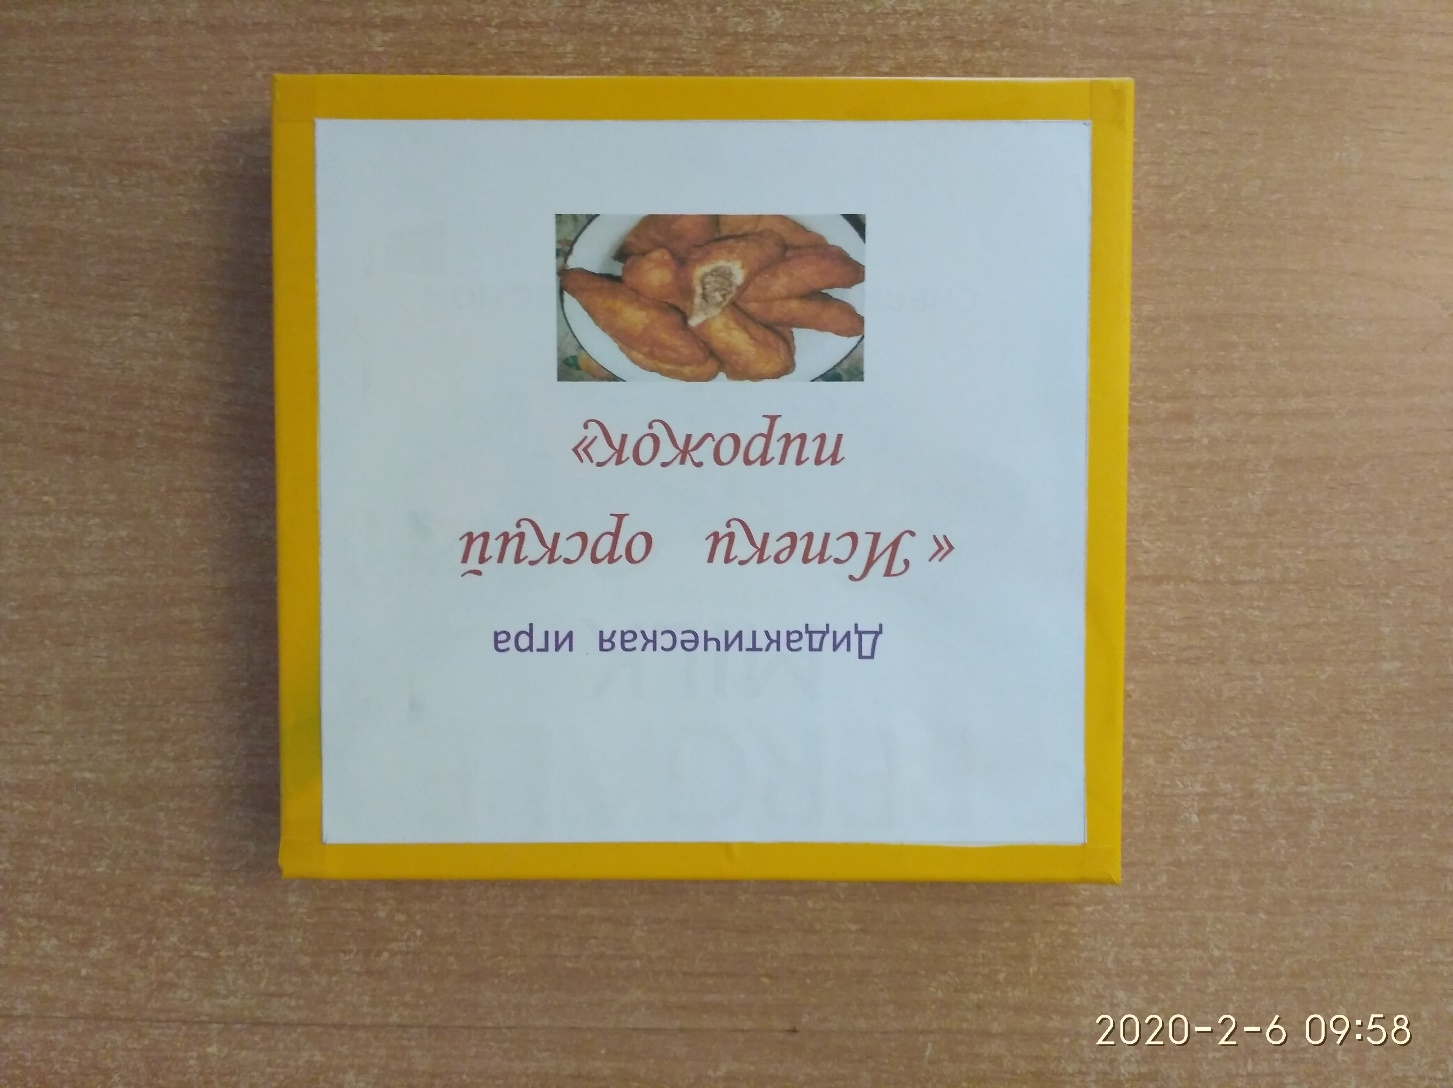 Дидактическая игра
« Испеки орский
пирожок»
2020-2-6 09:58